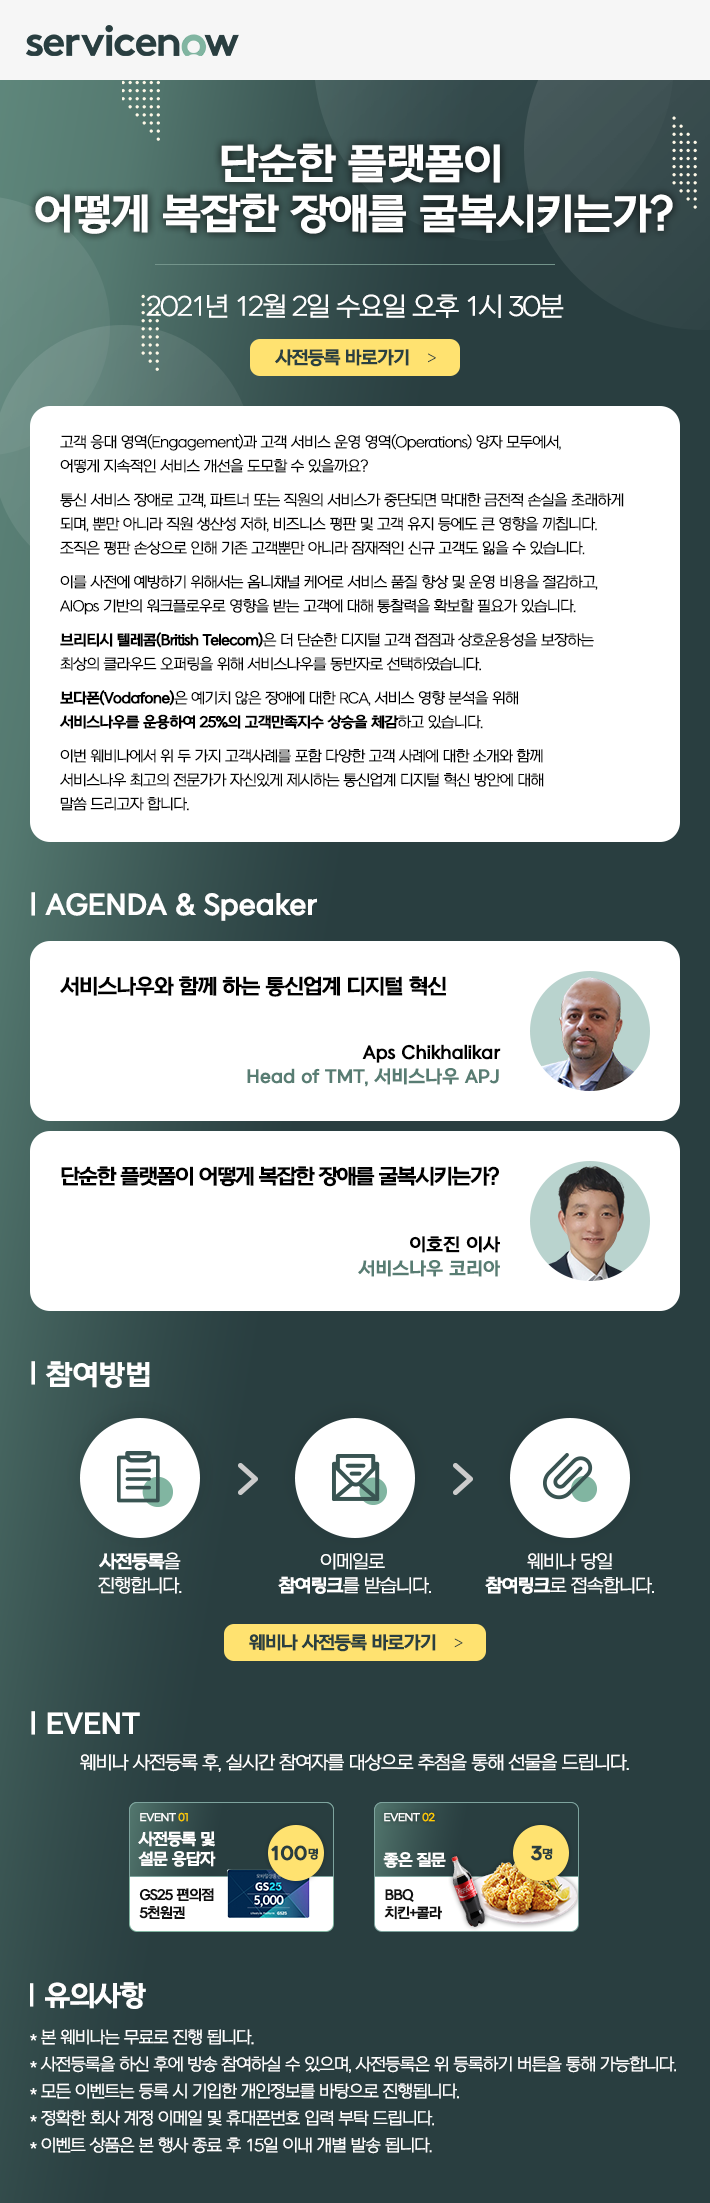 servicenow
단순한 플랫폼이
어떻게 복잡한 장애를 굴복시키는가?
2021년 12월 2일 수요일 오후 1시 30분
사전등록 바로가기 >
고객 응대 영역(Engagement)과 고객 서비스 운영 영역(Operations) 양자 모두에서,
어떻게 지속적인 서비스 개선을 도모할 수 있을까요?
통신 서비스 장애로 고객, 파트너 또는 직원의 서비스가 중단되면 막대한 금전적 손실을 초래하게
되며, 뿐만 아니라 직원 생산성 저하, 비즈니스 평판 및 고객 유지 등에도 큰 영향을 끼칩니다.
조직은 평판 손상으로 인해 기존 고객뿐만 아니라 잠재적인 신규 고객도 잃을 수 있습니다.
이를 사전에 예방하기 위해서는 옴니채널 케어로 서비스 품질 향상 및 운영 비용을 절감하고,
AIOps 기반의 워크플로우로 영향을 받는 고객에 대해 통찰력을 확보할 필요가 있습니다.
브리티시 텔레콤(British Telecom)은 더 단순한 디지털 고객 접점과 상호운용성을 보장하는
최상의 클라우드 오퍼링을 위해 서비스나우를 동반자로 선택하였습니다.
보다폰(Vodafone)은 예기치 않은 장애에 대한 RCA, 서비스 영향 분석을 위해
서비스나우를 운용하여 25%의 고객만족지수 상승을 체감하고 있습니다.
이번 웨비나에서 위 두 가지 고객사례를 포함 다양한 고객 사례에 대한 소개와 함께
서비스나우 최고의 전문가가 자신있게 제시하는 통신업계 디지털 혁신 방안에 대해
말씀 드리고자 합니다.
| AGENDA & Speaker
서비스나우와 함께 하는 통신업계 디지털 혁신
Aps Chikhalikar
Head of TMT, 서비스나우 APJ
단순한 플랫폼이 어떻게 복잡한 장애를 굴복시키는가?
이호진 이사
서비스나우 코리아
| 참여방법
사전등록을
진행합니다.
>
이메일로
참여링크를 받습니다.
>
웨비나 당일
참여링크로 접속합니다.
웨비나 사전등록 바로가기 >
| EVENT
웨비나 사전등록 후, 실시간 참여자를 대상으로 추첨을 통해 선물을 드립니다.
EVENT 01
사전등록 및
설문 응답자
100명
GS25 편의점
5천원권
GS25
5,000
EVENT 02
좋은 질문
3명
BBQ
치킨+콜라
| 유의사항
* 본 웨비나는 무료로 진행 됩니다.
* 사전등록을 하신 후에 방송 참여하실 수 있으며, 사전등록은 위 등록하기 버튼을 통해 가능합니다.
* 모든 이벤트는 등록 시 기입한 개인정보를 바탕으로 진행됩니다.
* 정확한 회사 계정 이메일 및 휴대폰번호 입력 부탁 드립니다.
* 이벤트 상품은 본 행사 종료 후 15일 이내 개별 발송 됩니다.